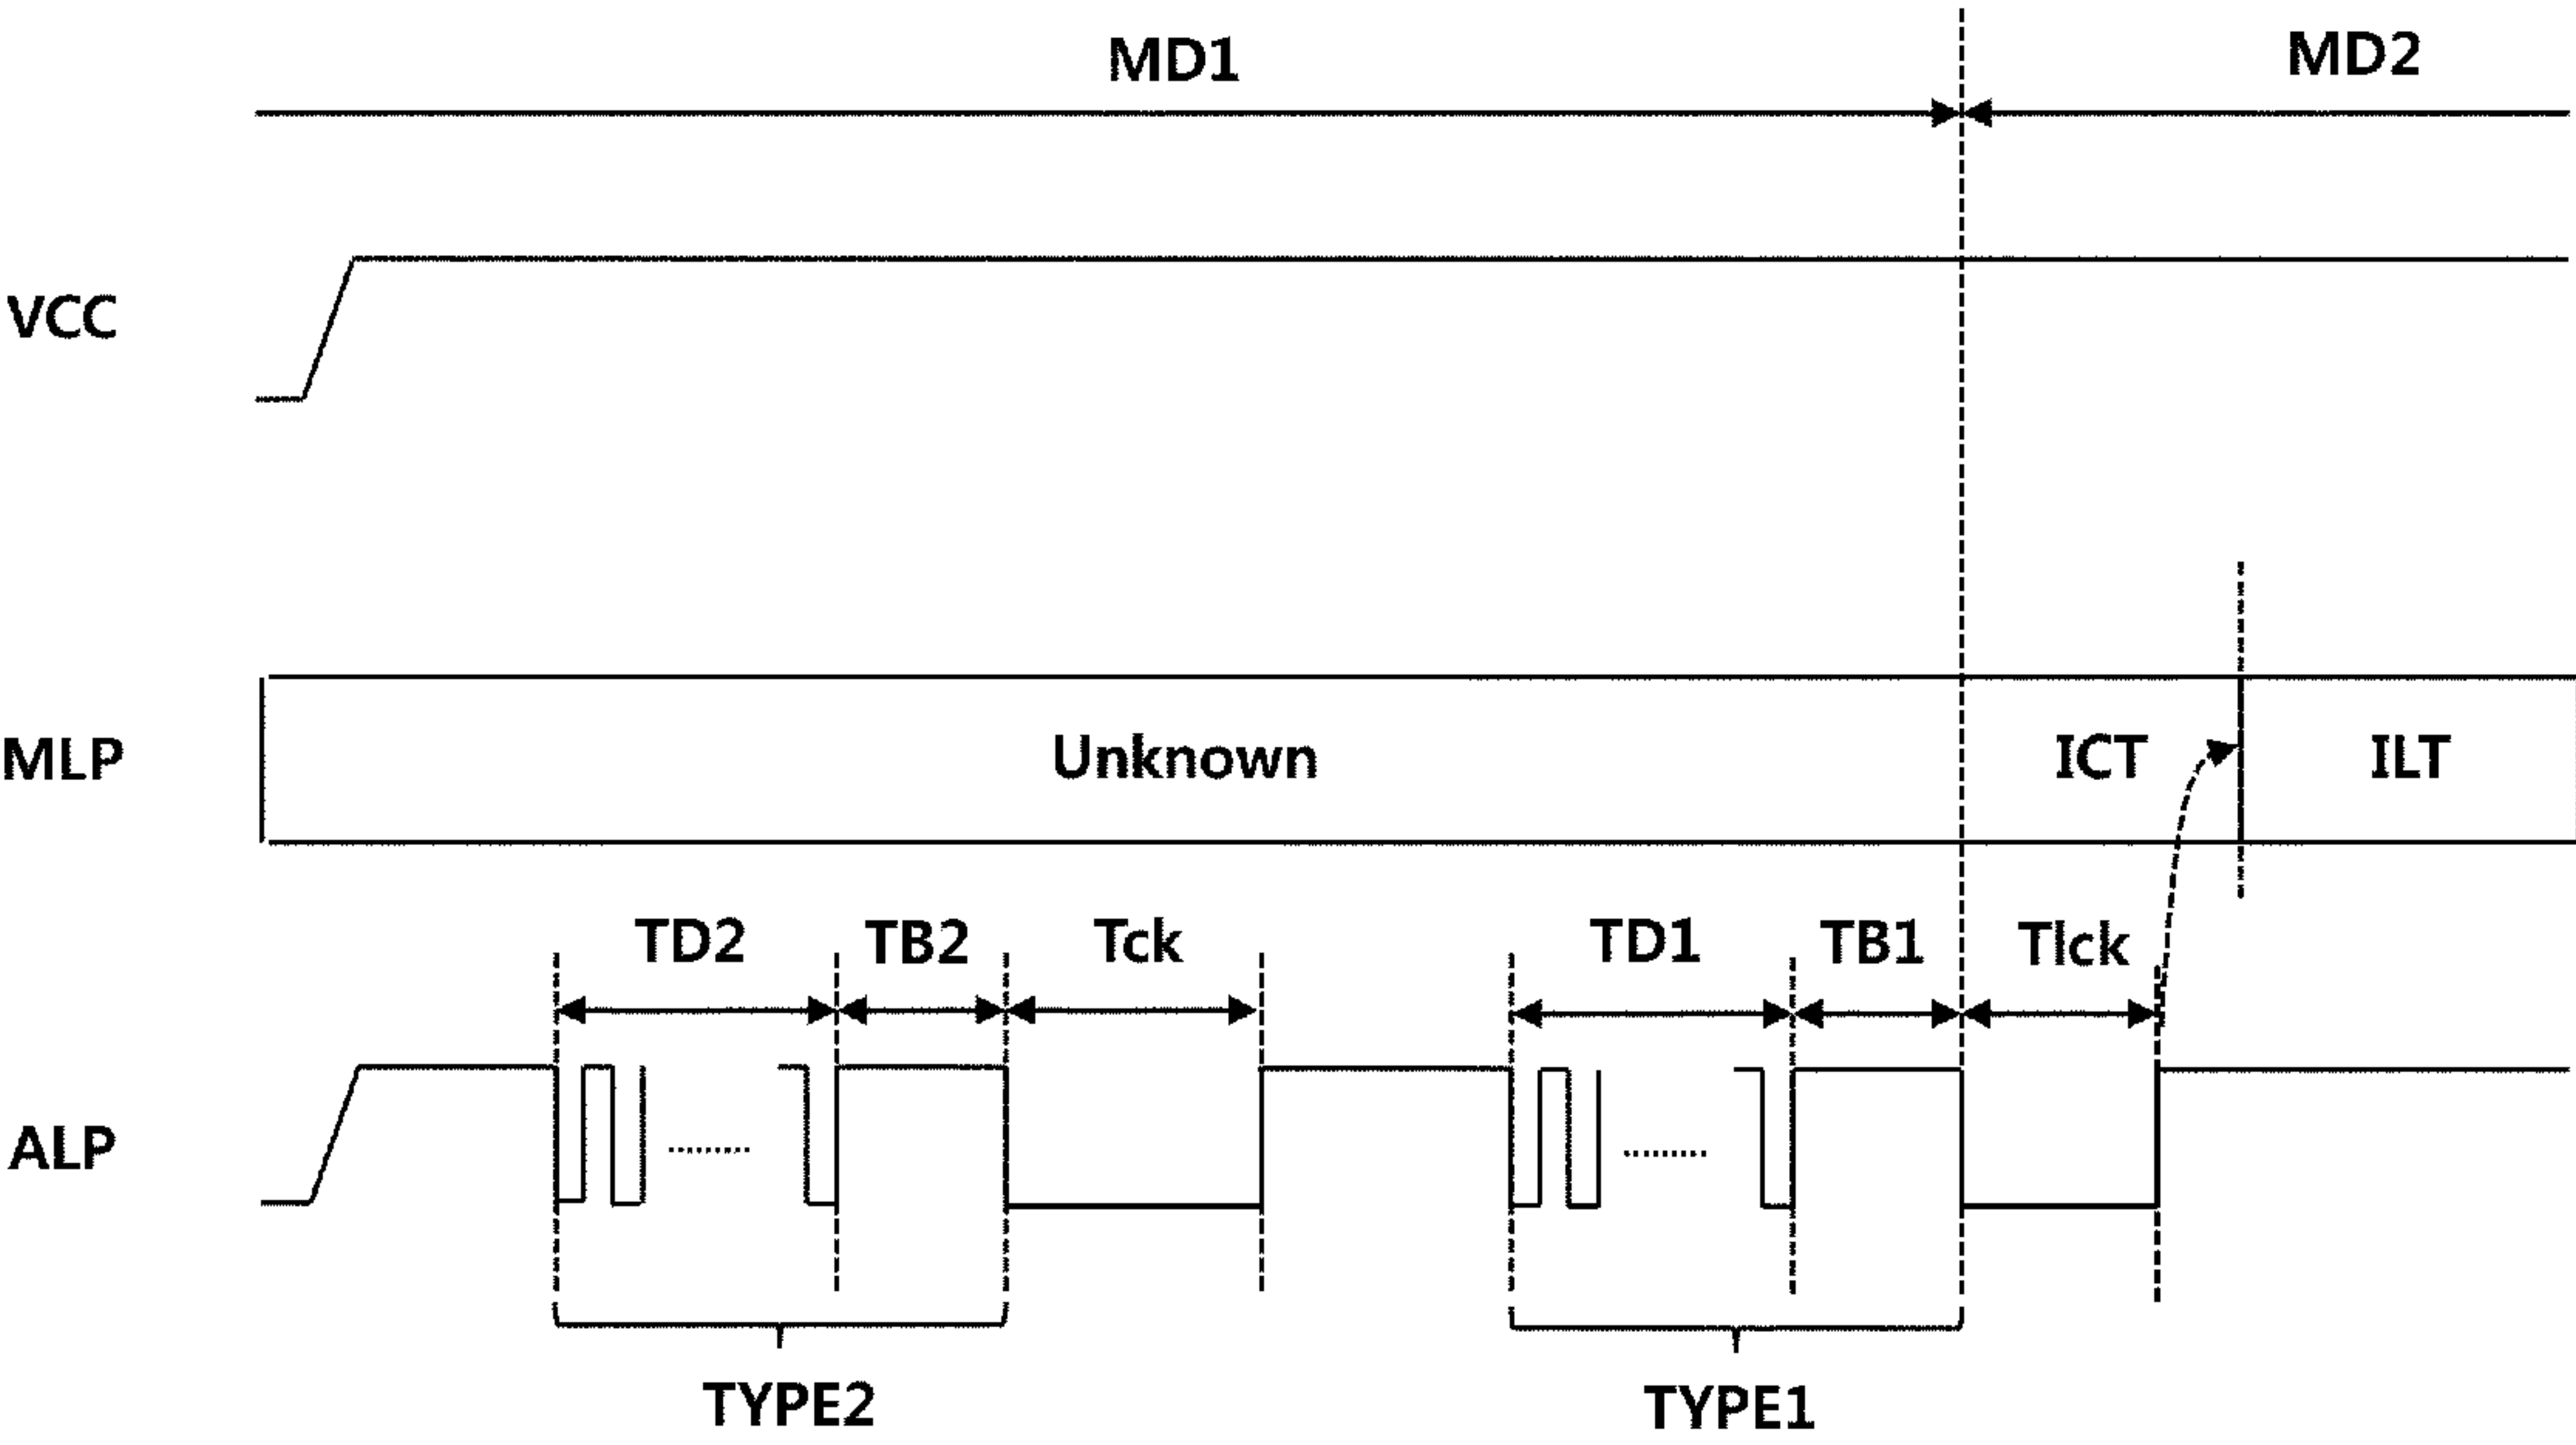 MD1
MD2
VCC
MLP
Unknown
ICT
ILT
TD2
TB2
Tck
TD1
TB1
Tlck
ALP
TYPE2
TYPE1